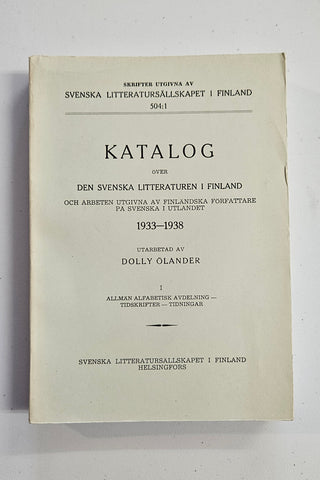 SKRIFTER UTGIVNA AV
SVENSKA LITTERATURSÄLLSKAPET I FINLAND
504:1
KATALOG
ÖVER
DEN SVENSKA LITTERATUREN I FINLAND
OCH ARBETEN UTGIVNA AV FINLÄNDSKA FÖRFATTARE
PÅ SVENSKA I UTLANDET
1933—1938
UTARBETAD AV
DOLLY ÖLANDER
I
ALLMÄN ALFABETISK AVDELNING —
TIDSKRIFTER — TIDNINGAR
SVENSKA LITTERATURSÄLLSKAPET I FINLAND
HELSINGFORS